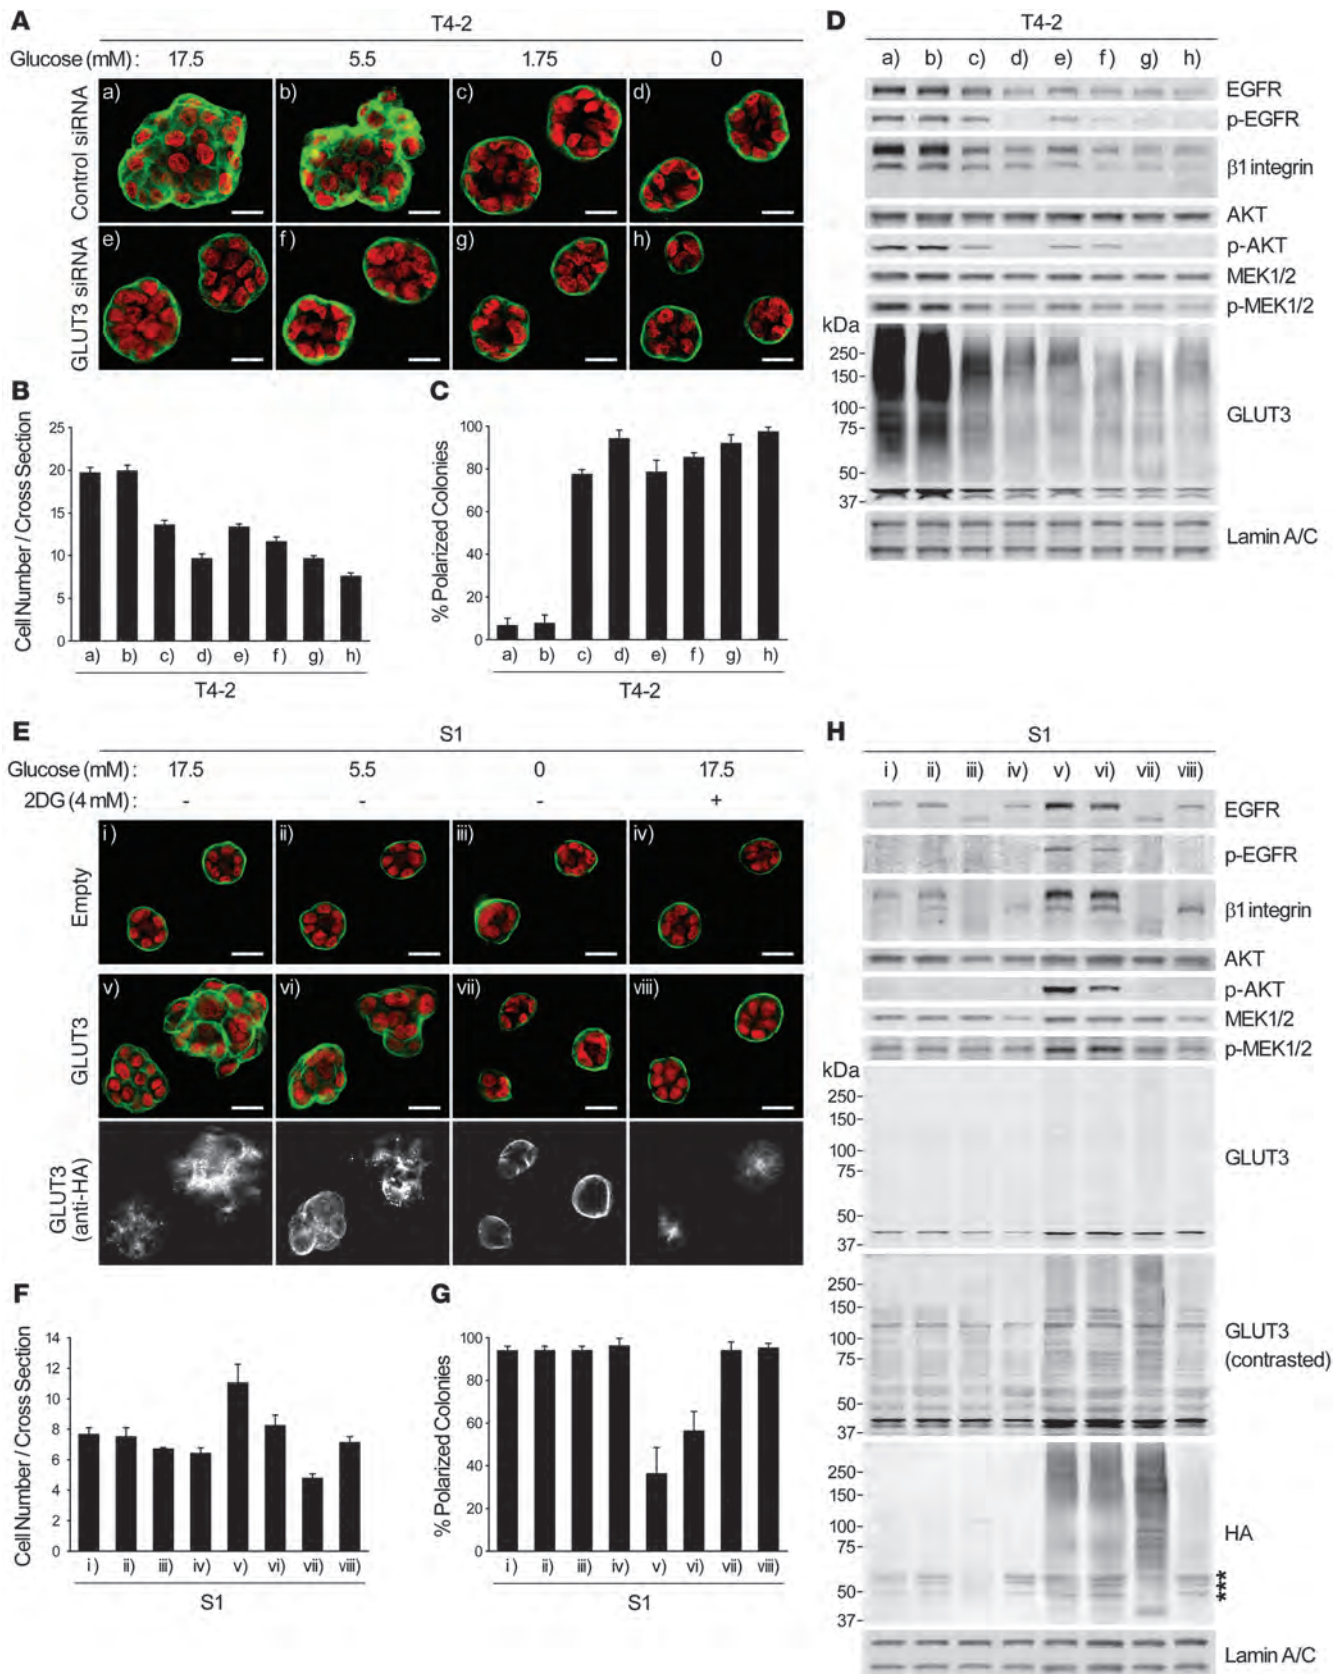 A
T4-2
Glucose (mM) : 17.5 5.5 1.75 0
Control siRNA
a) b) c) d)
GLUT3 siRNA
e) f) g) h)
B
Cell Number / Cross Section
25
20
15
10
5
0
a) b) c) d) e) f) g) h)
T4-2
C
% Polarized Colonies
100
80
60
40
20
0
a) b) c) d) e) f) g) h)
T4-2
D
T4-2
a) b) c) d) e) f) g) h)
EGFR
p-EGFR
β1 integrin
AKT
p-AKT
MEK1/2
p-MEK1/2
kDa
250-
150-
100-
75-
50-
37-
GLUT3
Lamin A/C
E
S1
Glucose (mM) : 17.5 5.5 0 17.5
2DG (4 mM) : - - - +
Empty
i) ii) iii) iv)
GLUT3
v) vi) vii) viii)
GLUT3
(anti-HA)
F
Cell Number / Cross Section
14
12
10
8
6
4
2
0
i) ii) iii) iv) v) vi) vii) viii)
S1
G
% Polarized Colonies
100
80
60
40
20
0
i) ii) iii) iv) v) vi) vii) viii)
S1
H
S1
i) ii) iii) iv) v) vi) vii) viii)
EGFR
p-EGFR
β1 integrin
AKT
p-AKT
MEK1/2
p-MEK1/2
kDa
250-
150-
100-
75-
50-
37-
GLUT3
250-
150-
100-
75-
50-
37-
GLUT3
(contrasted)
250-
150-
100-
75-
50-
37-
HA
***
Lamin A/C